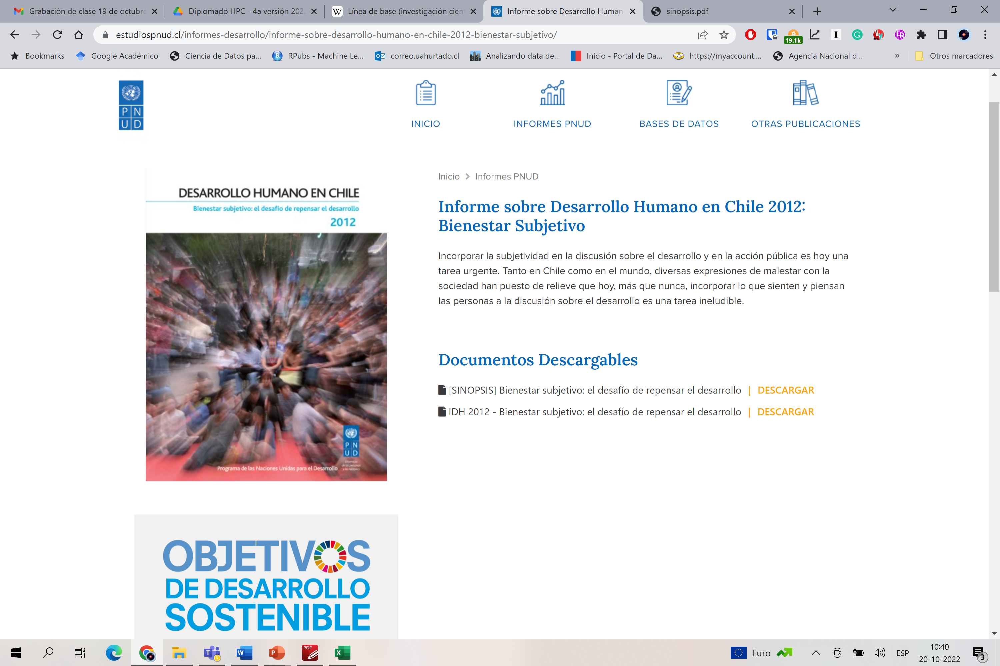 Grabación de clase 19 de octubre
Diplomado HPC - 4a versión 202
Línea de base (investigación cien
Informe sobre Desarrollo Human
sinopsis.pdf
estudiospnud.cl/informes-desarrollo/informe-sobre-desarrollo-humano-en-chile-2012-bienestar-subjetivo/
19.1k
Bookmarks
Google Académico
Ciencia de Datos pa...
RPubs - Machine Le...
correo.uahurtado.cl
Analizando data de...
Inicio - Portal de Da...
https://myaccount....
Agencia Nacional d...
»
Otros marcadores
P N
U D
INICIO
INFORMES PNUD
BASES DE DATOS
OTRAS PUBLICACIONES
DESARROLLO HUMANO EN CHILE
Bienestar subjetivo: el desafío de repensar el desarrollo
2012
P N
U D
Al servicio
de las personas
y las naciones
Programa de las Naciones Unidas para el Desarrollo
Inicio > Informes PNUD
Informe sobre Desarrollo Humano en Chile 2012:
Bienestar Subjetivo
Incorporar la subjetividad en la discusión sobre el desarrollo y en la acción pública es hoy una
tarea urgente. Tanto en Chile como en el mundo, diversas expresiones de malestar con la
sociedad han puesto de relieve que hoy, más que nunca, incorporar lo que sienten y piensan
las personas a la discusión sobre el desarrollo es una tarea ineludible.
Documentos Descargables
[SINOPSIS] Bienestar subjetivo: el desafío de repensar el desarrollo | DESCARGAR
IDH 2012 - Bienestar subjetivo: el desafío de repensar el desarrollo | DESCARGAR
OBJETIVOS
DE DESARROLLO
SOSTENIBLE
Euro
ESP
10:40
20-10-2022
3